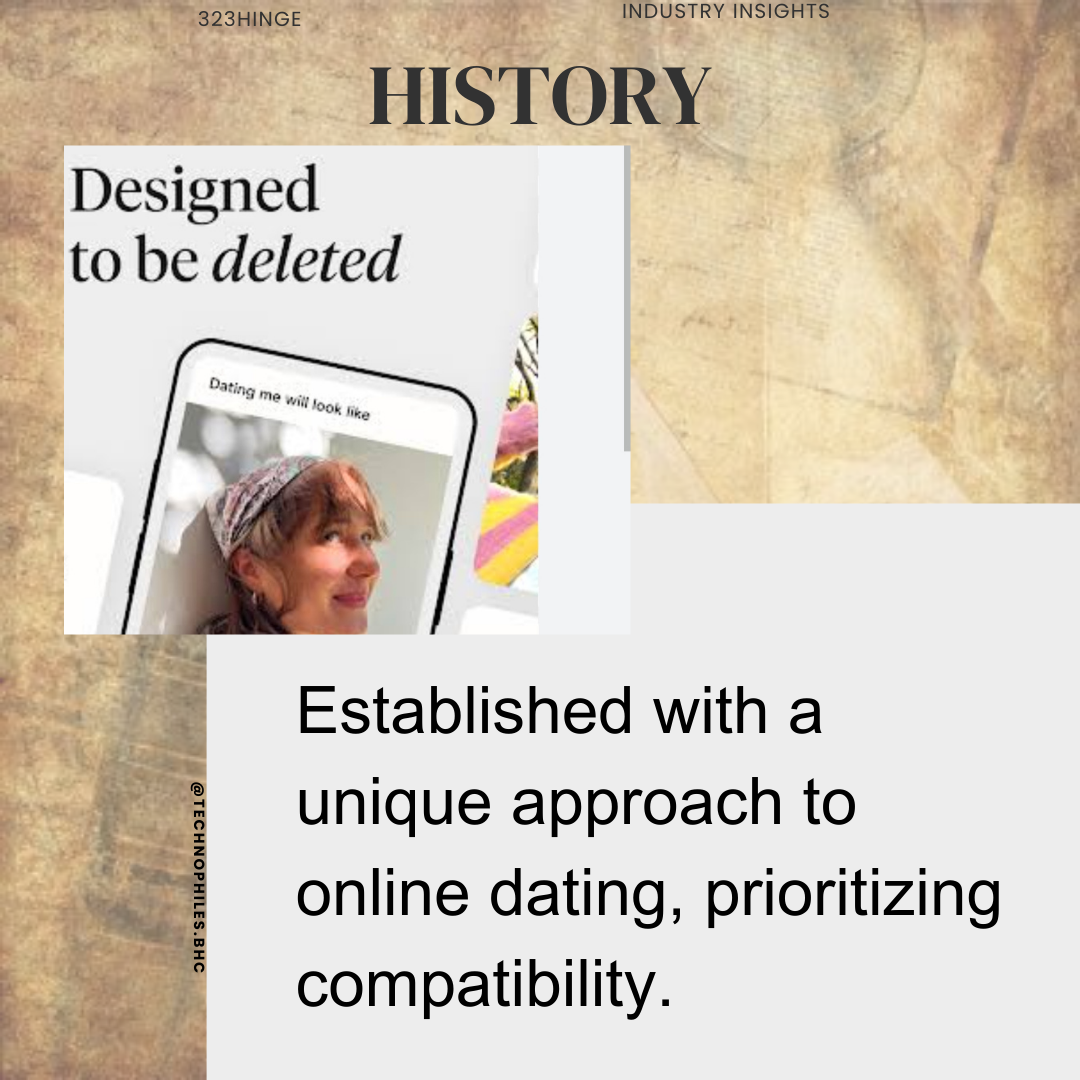 323HINGE
INDUSTRY INSIGHTS
HISTORY
Designed
to be deleted
Dating me will look like
Established with a
unique approach to
online dating, prioritizing
compatibility.
@TECHNOPHILES.BHC